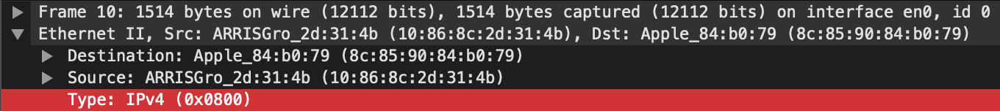 Frame 10: 1514 bytes on wire (12112 bits), 1514 bytes captured (12112 bits) on interface en0, id 0
Ethernet II, Src: ARRISGro_2d:31:4b (10:86:8c:2d:31:4b), Dst: Apple_84:b0:79 (8c:85:90:84:b0:79)
Destination: Apple_84:b0:79 (8c:85:90:84:b0:79)
Source: ARRISGro_2d:31:4b (10:86:8c:2d:31:4b)
Type: IPv4 (0x0800)